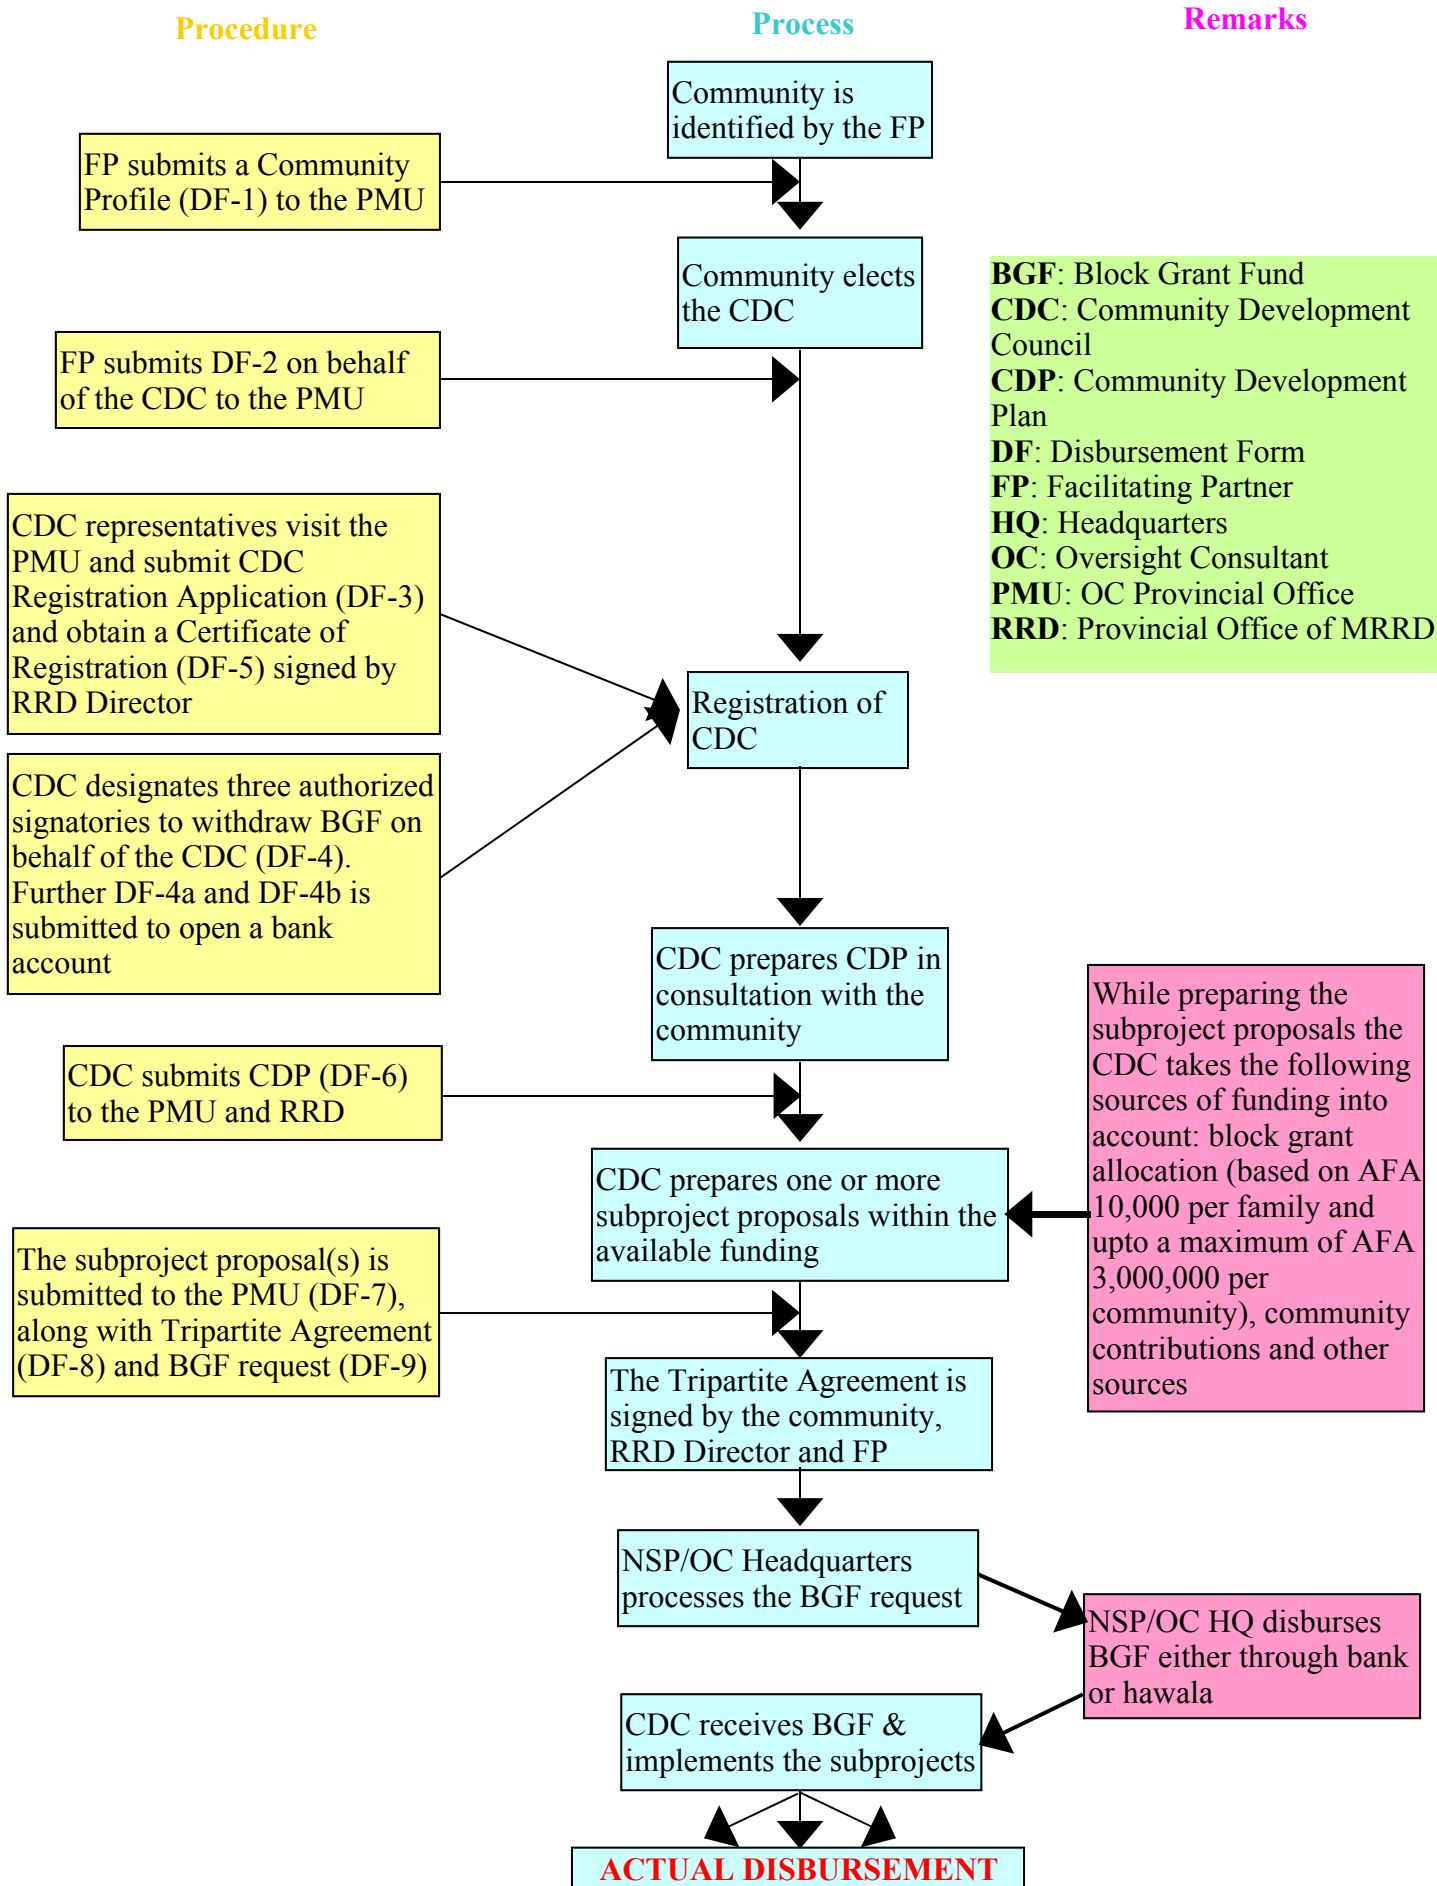 Procedure
Process
Remarks
Community is
identified by the FP
FP submits a Community
Profile (DF-1) to the PMU
Community elects
the CDC
BGF: Block Grant Fund
CDC: Community Development
Council
CDP: Community Development
Plan
DF: Disbursement Form
FP: Facilitating Partner
HQ: Headquarters
OC: Oversight Consultant
PMU: OC Provincial Office
RRD: Provincial Office of MRRD
FP submits DF-2 on behalf
of the CDC to the PMU
CDC representatives visit the
PMU and submit CDC
Registration Application (DF-3)
and obtain a Certificate of
Registration (DF-5) signed by
RRD Director
Registration of
CDC
CDC designates three authorized
signatories to withdraw BGF on
behalf of the CDC (DF-4).
Further DF-4a and DF-4b is
submitted to open a bank
account
CDC prepares CDP in
consultation with the
community
While preparing the
subproject proposals the
CDC takes the following
sources of funding into
account: block grant
allocation (based on AFA
10,000 per family and
upto a maximum of AFA
3,000,000 per
community), community
contributions and other
sources
CDC submits CDP (DF-6)
to the PMU and RRD
CDC prepares one or more
subproject proposals within the
available funding
The subproject proposal(s) is
submitted to the PMU (DF-7),
along with Tripartite Agreement
(DF-8) and BGF request (DF-9)
The Tripartite Agreement is
signed by the community,
RRD Director and FP
NSP/OC Headquarters
processes the BGF request
NSP/OC HQ disburses
BGF either through bank
or hawala
CDC receives BGF &
implements the subprojects
ACTUAL DISBURSEMENT